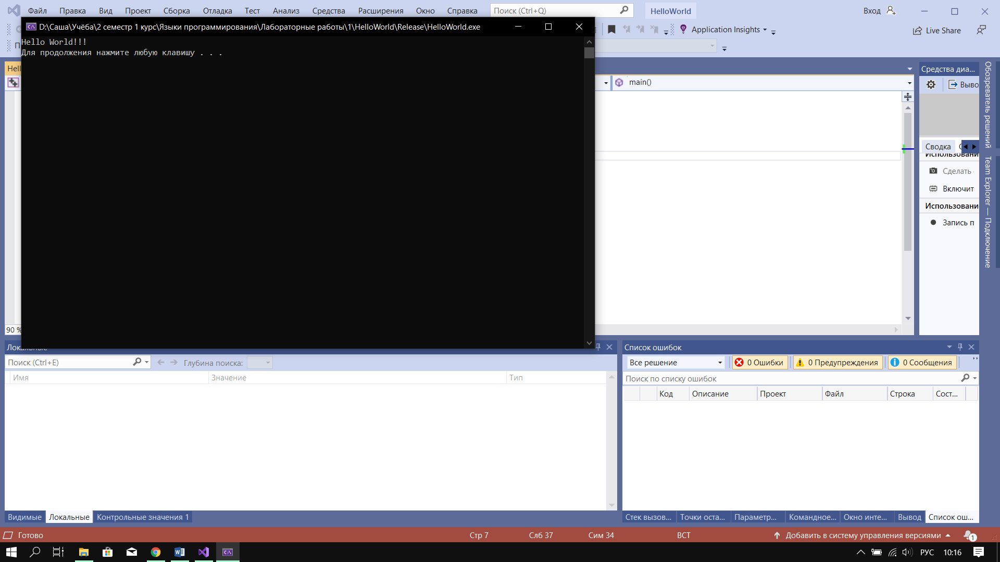 Файл Правка Вид Проект Сборка Отладка Тест Анализ Средства Расширения Окно Справка Поиск (Ctrl+Q) HelloWorld Вход
D:\Саша\Учёба\2 семестр 1 курс\Языки программирования\Лабораторные работы\1\HelloWorld\Release\HelloWorld.exe
Application Insights Live Share
Hello World!!!
Для продолжения нажмите любую клавишу . . .
Hell
main()
Средства диа...
Выво
Сводка
Использовани
Сделать
Включит
Использовани
Запись п
Обозреватель решений
Team Explorer — Подключение
90 %
Локальные
Поиск (Ctrl+E) Глубина поиска:
Имя Значение Тип
Видимые Локальные Контрольные значения 1
Список ошибок
Все решение 0 Ошибки 0 Предупреждения 0 Сообщения
Поиск по списку ошибок
Код Описание Проект Файл Строка Сост...
Стек вызов... Точки оста... Параметр... Командное... Окно инте... Вывод Список ош...
Готово Стр 7 Слб 37 Сим 34 ВСТ Добавить в систему управления версиями 1
РУС 10:16